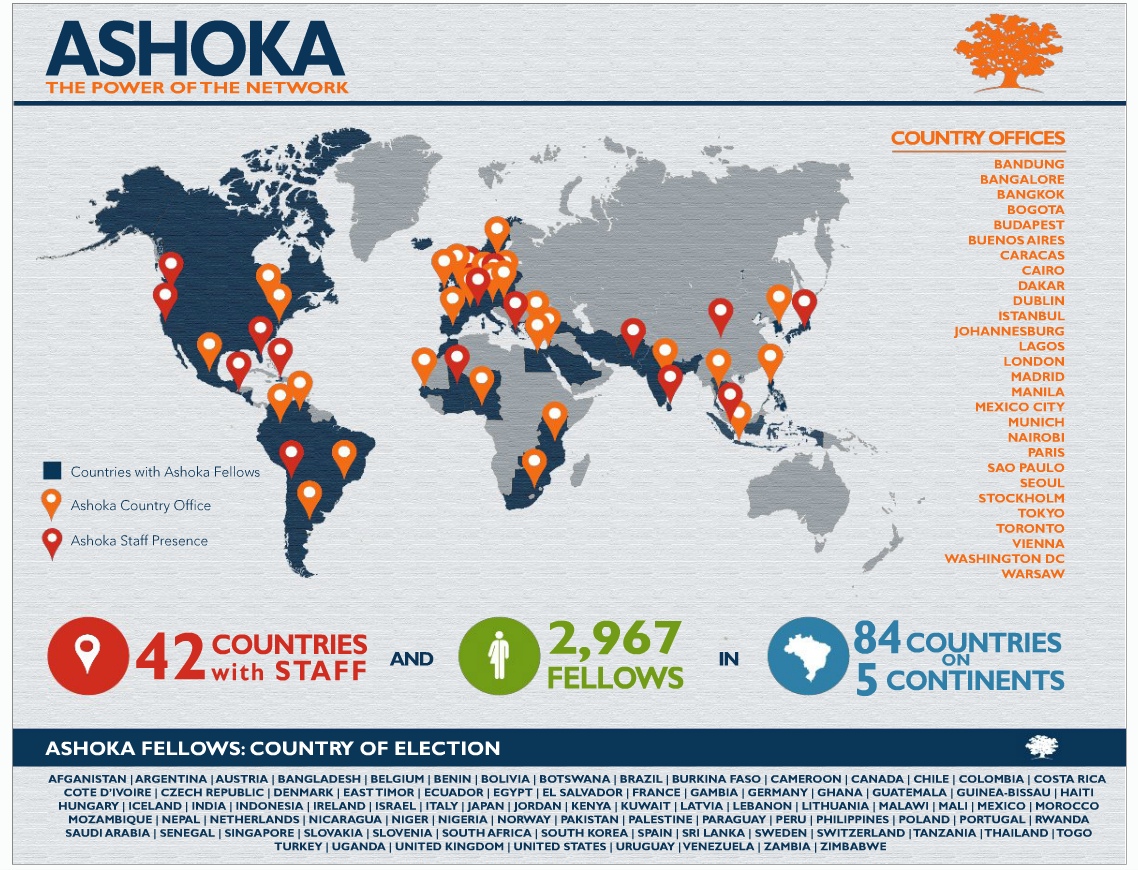 ASHOKA
THE POWER OF THE NETWORK
COUNTRY OFFICES
BANDUNG
BANGALORE
BANGKOK
BOGOTA
BUDAPEST
BUENOS AIRES
CARACAS
CAIRO
DAKAR
DUBLIN
ISTANBUL
JOHANNESBURG
LAGOS
LONDON
MADRID
MANILA
MEXICO CITY
MUNICH
NAIROBI
PARIS
SAO PAULO
SEOUL
STOCKHOLM
TOKYO
TORONTO
VIENNA
WASHINGTON DC
WARSAW
Countries with Ashoka Fellows
Ashoka Country Office
Ashoka Staff Presence
42 COUNTRIES
with STAFF
AND
2,967
FELLOWS
IN
84 COUNTRIES
ON
5 CONTINENTS
ASHOKA FELLOWS: COUNTRY OF ELECTION
AFGANISTAN | ARGENTINA | AUSTRIA | BANGLADESH | BELGIUM | BENIN | BOLIVIA | BOTSWANA | BRAZIL | BURKINA FASO | CAMEROON | CANADA | CHILE | COLOMBIA | COSTA RICA
COTE D'IVOIRE | CZECH REPUBLIC | DENMARK | EAST TIMOR | ECUADOR | EGYPT | EL SALVADOR | FRANCE | GAMBIA | GERMANY | GHANA | GUATEMALA | GUINEA-BISSAU | HAITI
HUNGARY | ICELAND | INDIA | INDONESIA | IRELAND | ISRAEL | ITALY | JAPAN | JORDAN | KENYA | KUWAIT | LATVIA | LEBANON | LITHUANIA | MALAWI | MALI | MEXICO | MOROCCO
MOZAMBIQUE | NEPAL | NETHERLANDS | NICARAGUA | NIGER | NIGERIA | NORWAY | PAKISTAN | PALESTINE | PARAGUAY | PERU | PHILIPPINES | POLAND | PORTUGAL | RWANDA
SAUDI ARABIA | SENEGAL | SINGAPORE | SLOVAKIA | SLOVENIA | SOUTH AFRICA | SOUTH KOREA | SPAIN | SRI LANKA | SWEDEN | SWITZERLAND | TANZANIA | THAILAND | TOGO
TURKEY | UGANDA | UNITED KINGDOM | UNITED STATES | URUGUAY | VENEZUELA | ZAMBIA | ZIMBABWE